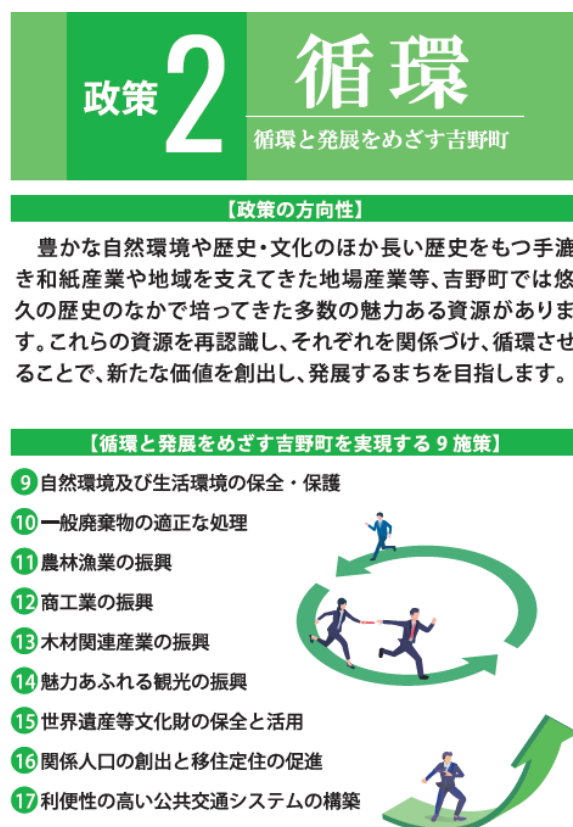 政策2
循環
循環と発展をめざす吉野町
【政策の方向性】
豊かな自然環境や歴史・文化のほか長い歴史をもつ手漉
き和紙産業や地域を支えてきた地場産業等、吉野町では悠
久の歴史のなかで培ってきた多数の魅力ある資源がありま
す。これらの資源を再認識し、それぞれを関係づけ、循環させ
ることで、新たな価値を創出し、発展するまちを目指します。
【循環と発展をめざす吉野町を実現する9施策】
9 自然環境及び生活環境の保全・保護
10 一般廃棄物の適正な処理
11 農林漁業の振興
12 商工業の振興
13 木材関連産業の振興
14 魅力あふれる観光の振興
15 世界遺産等文化財の保全と活用
16 関係人口の創出と移住定住の促進
17 利便性の高い公共交通システムの構築